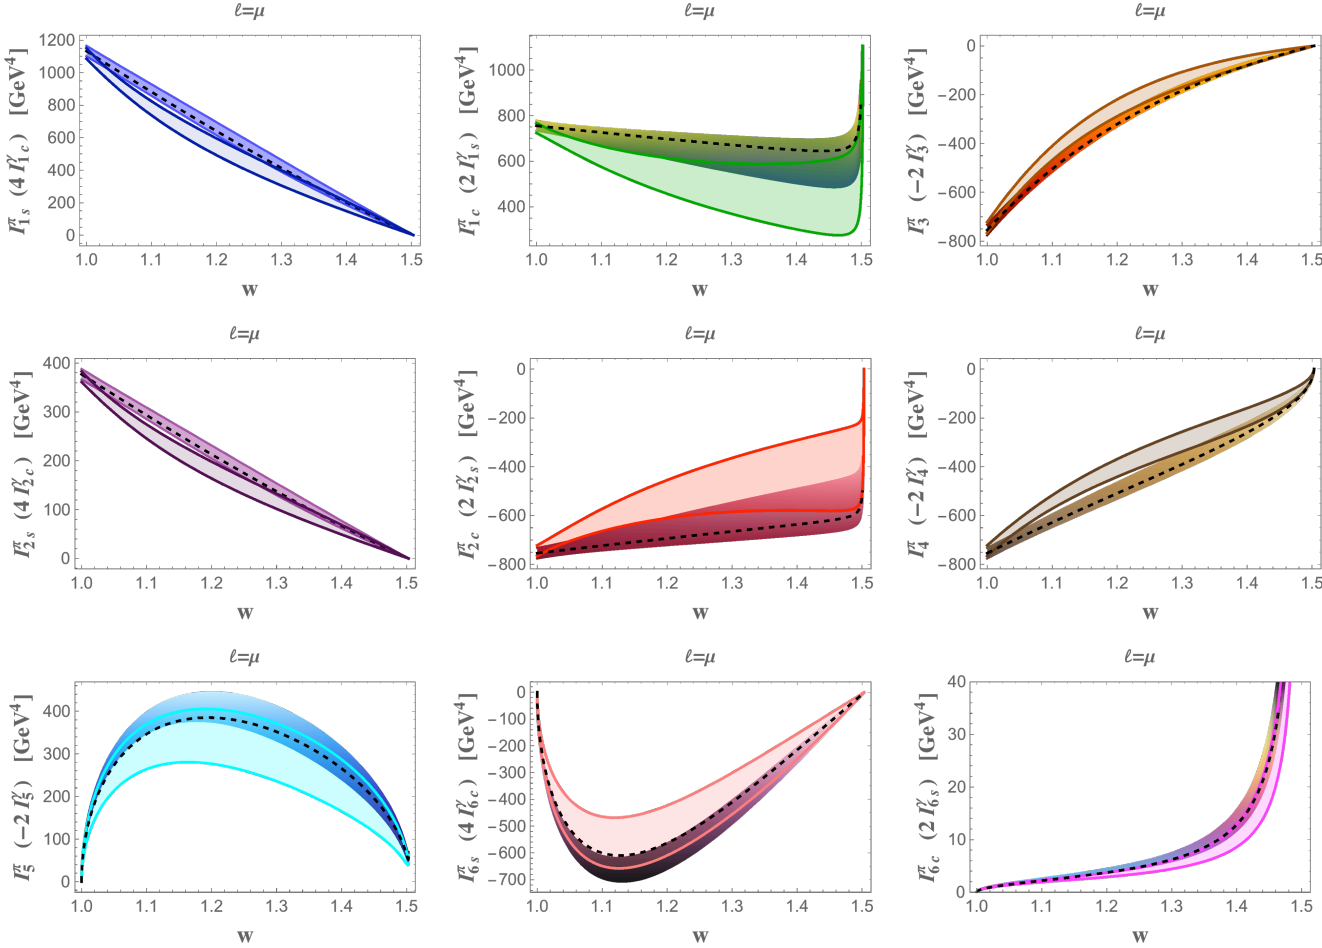 ℓ=μ
I^π_{1s} (4 I^γ_{1c}) [GeV^4]
1200
1000
800
600
400
200
0
1.0 1.1 1.2 1.3 1.4 1.5
w
ℓ=μ
I^π_{1c} (2 I^γ_{1s}) [GeV^4]
1000
800
600
400
1.0 1.1 1.2 1.3 1.4 1.5
w
ℓ=μ
I^π_3 (−2 I^γ_3) [GeV^4]
0
−200
−400
−600
−800
1.0 1.1 1.2 1.3 1.4 1.5
w
ℓ=μ
I^π_{2s} (4 I^γ_{2c}) [GeV^4]
400
300
200
100
0
1.0 1.1 1.2 1.3 1.4 1.5
w
ℓ=μ
I^π_{2c} (2 I^γ_{2s}) [GeV^4]
0
−200
−400
−600
−800
1.0 1.1 1.2 1.3 1.4 1.5
w
ℓ=μ
I^π_4 (−2 I^γ_4) [GeV^4]
0
−200
−400
−600
−800
1.0 1.1 1.2 1.3 1.4 1.5
w
ℓ=μ
I^π_5 (−2 I^γ_5) [GeV^4]
400
300
200
100
0
1.0 1.1 1.2 1.3 1.4 1.5
w
ℓ=μ
I^π_{6s} (4 I^γ_{6c}) [GeV^4]
0
−100
−200
−300
−400
−500
−600
−700
1.0 1.1 1.2 1.3 1.4 1.5
w
ℓ=μ
I^π_{6c} (2 I^γ_{6s}) [GeV^4]
40
30
20
10
0
1.0 1.1 1.2 1.3 1.4 1.5
w